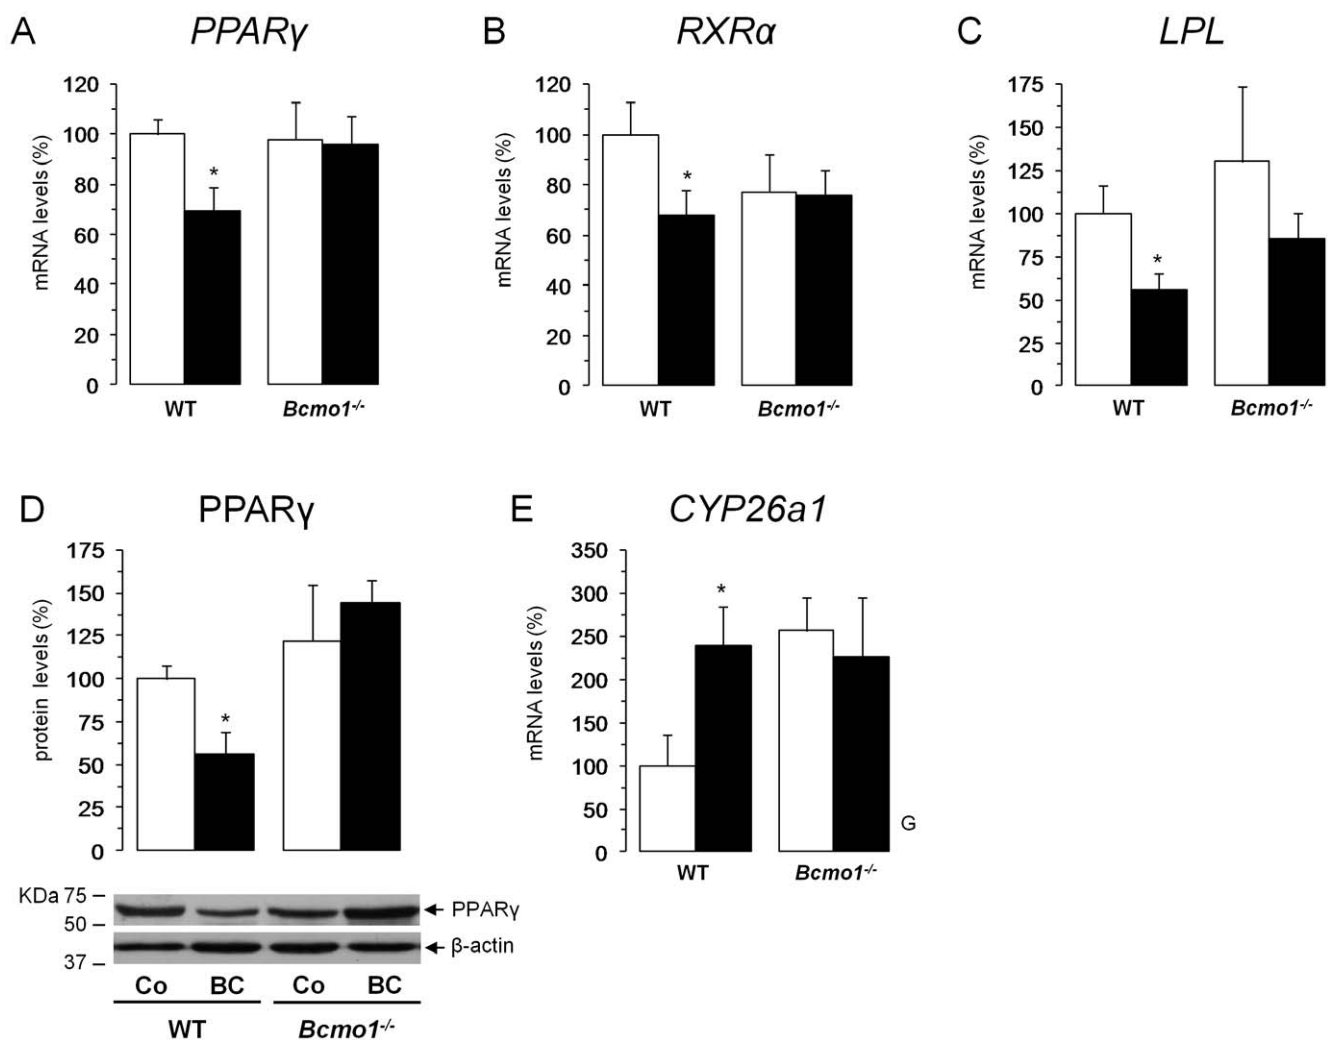 A PPARγ
120
100
80
60
40
20
0
mRNA levels (%)
*
WT Bcmo1-/-
B RXRα
120
100
80
60
40
20
0
mRNA levels (%)
*
WT Bcmo1-/-
C LPL
175
150
125
100
75
50
25
0
mRNA levels (%)
*
WT Bcmo1-/-
D PPARγ
175
150
125
100
75
50
25
0
protein levels (%)
*
KDa 75
50
37
PPARγ
β-actin
Co BC Co BC
WT Bcmo1-/-
E CYP26a1
350
300
250
200
150
100
50
0
mRNA levels (%)
*
G
WT Bcmo1-/-